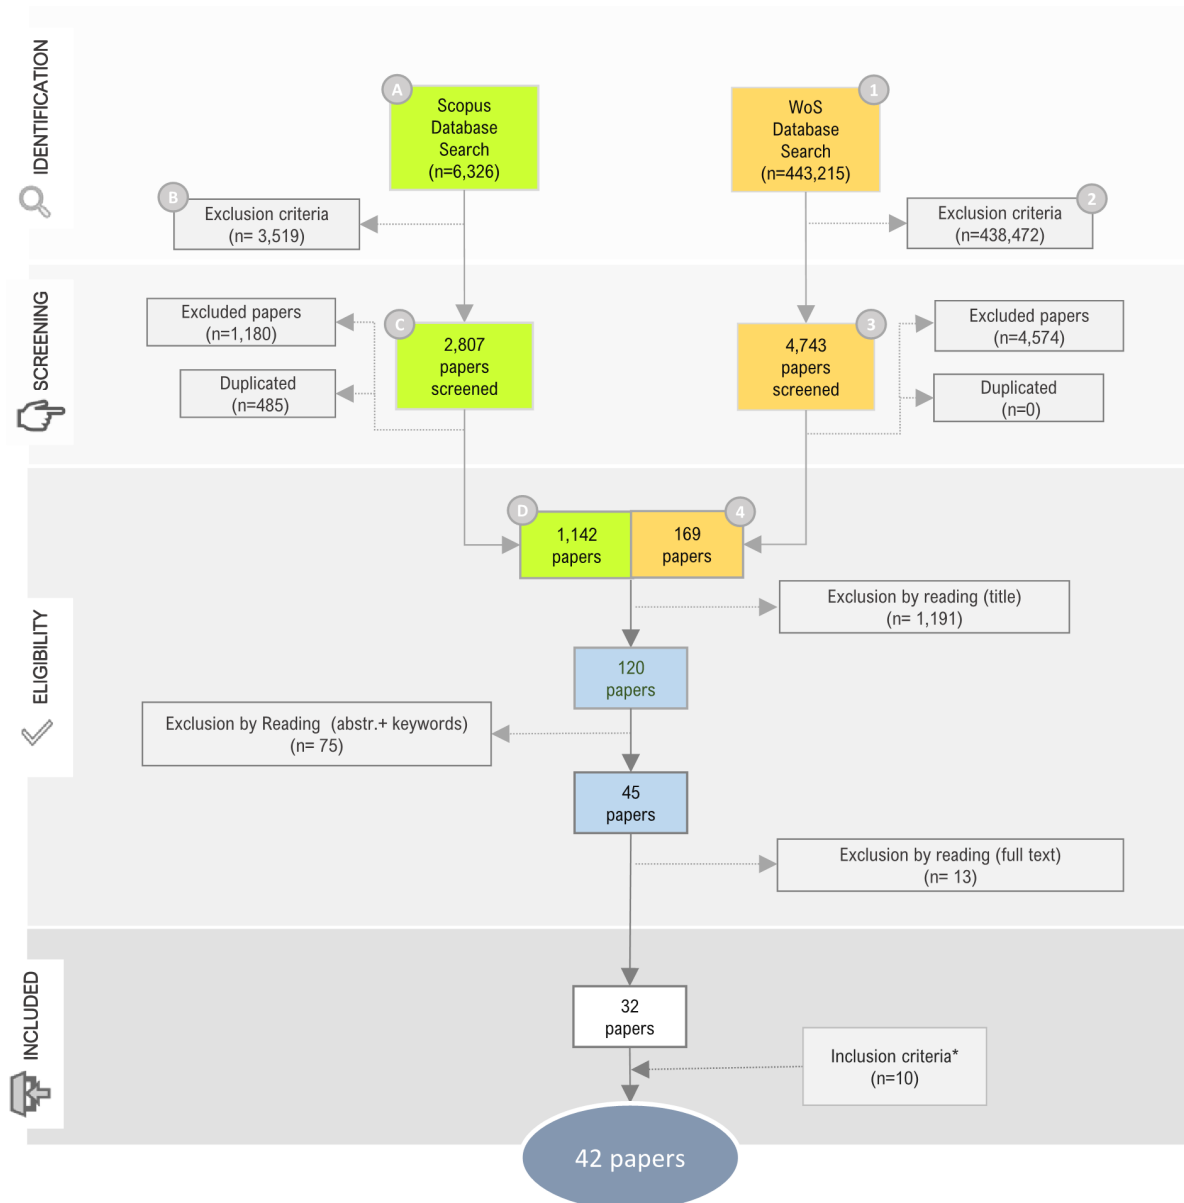 IDENTIFICATION
A
Scopus
Database
Search
(n=6,326)
1
WoS
Database
Search
(n=443,215)
B
Exclusion criteria
(n= 3,519)
2
Exclusion criteria
(n=438,472)
SCREENING
Excluded papers
(n=1,180)
Duplicated
(n=485)
C
2,807
papers
screened
3
4,743
papers
screened
Excluded papers
(n=4,574)
Duplicated
(n=0)
ELIGIBILITY
D
1,142
papers
4
169
papers
Exclusion by reading (title)
(n= 1,191)
120
papers
Exclusion by Reading  (abstr.+ keywords)
(n= 75)
45
papers
Exclusion by reading (full text)
(n= 13)
INCLUDED
32
papers
Inclusion criteria*
(n=10)
42 papers